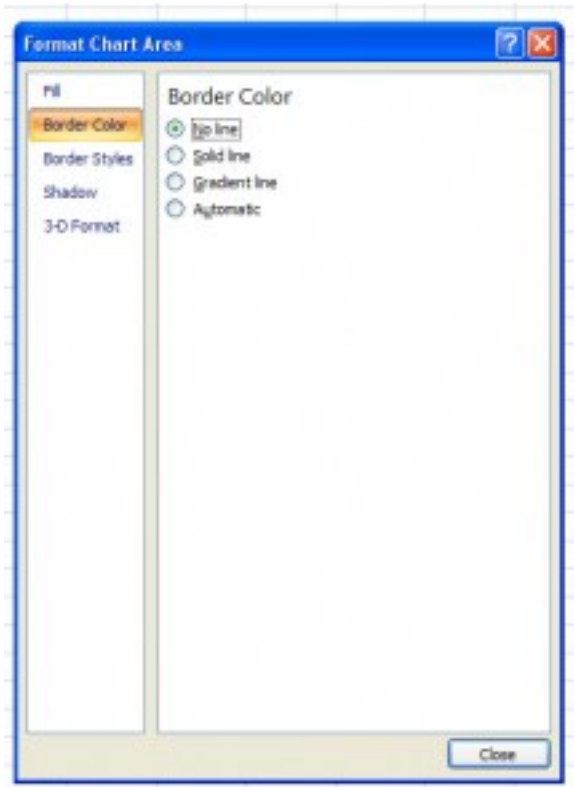 Format Chart Area
Fill
Border Color
Border Styles
Shadow
3-D Format
Border Color
No line
Solid line
Gradient line
Automatic
Close